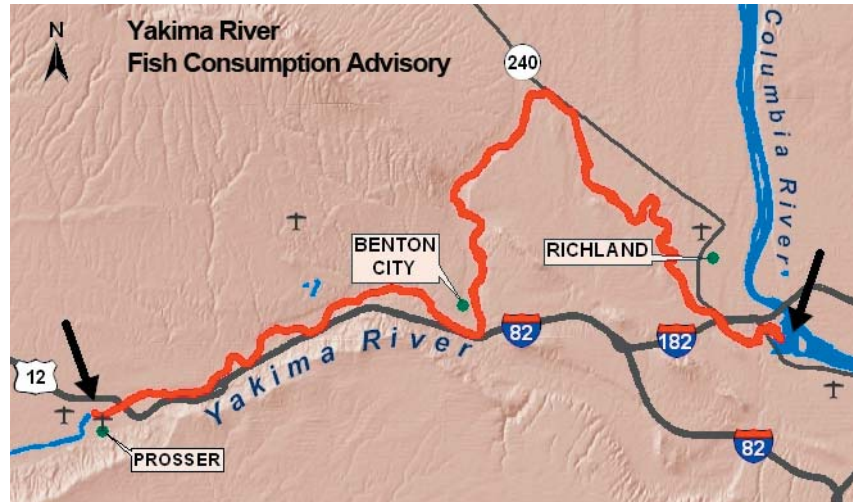 N
Yakima River
Fish Consumption Advisory
240
Columbia River
BENTON
CITY
RICHLAND
82
182
Yakima River
12
PROSSER
82